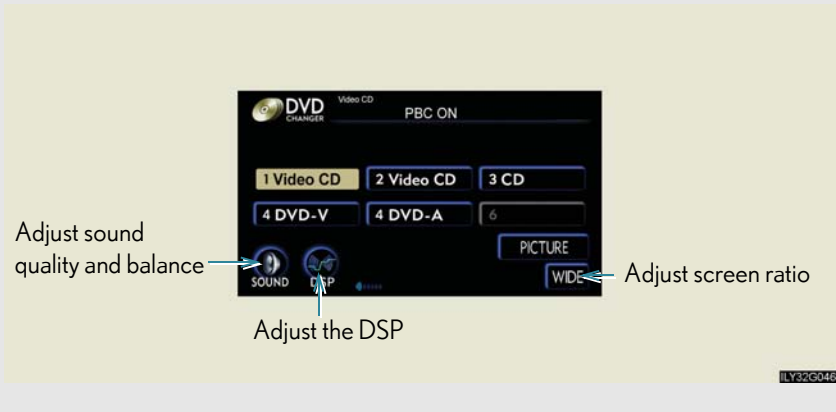 DVD
CHANGER
Video CD
PBC ON
1 Video CD
2 Video CD
3 CD
4 DVD-V
4 DVD-A
6
PICTURE
WIDE
SOUND
DSP
Adjust sound
quality and balance
Adjust screen ratio
Adjust the DSP
ILY32G046